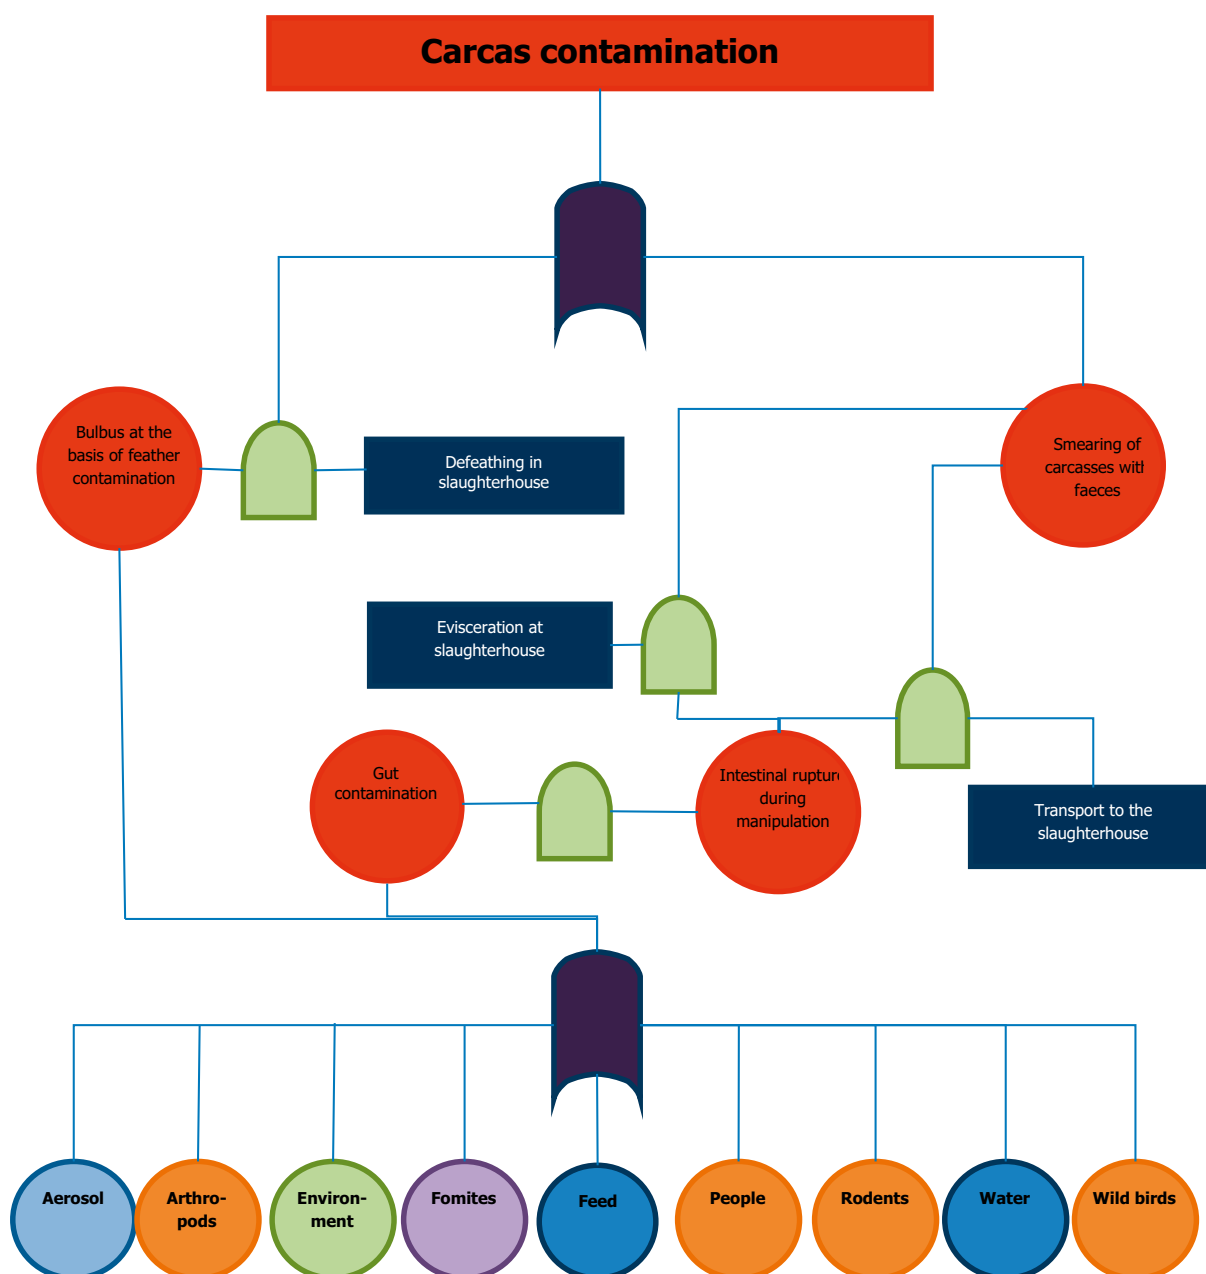 Carcas contamination
Bulbus at the
basis of feather
contamination
Defeathing in
slaughterhouse
Smearing of
carcasses with
faeces
Evisceration at
slaughterhouse
Gut
contamination
Intestinal rupture
during
manipulation
Transport to the
slaughterhouse
Aerosol
Arthro-
pods
Environ-
ment
Fomites
Feed
People
Rodents
Water
Wild birds